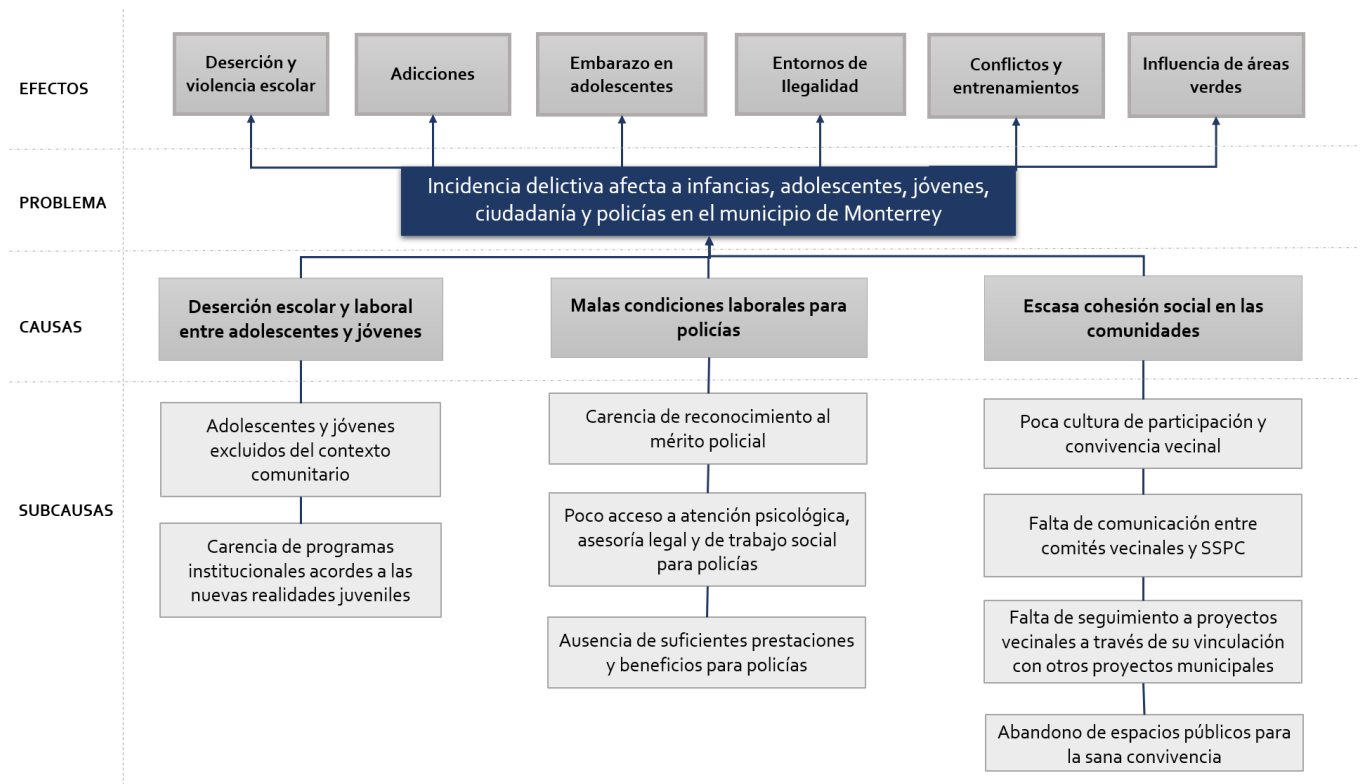 EFECTOS
Deserción y
violencia escolar
Adicciones
Embarazo en
adolescentes
Entornos de
Ilegalidad
Conflictos y
entrenamientos
Influencia de áreas
verdes
PROBLEMA
Incidencia delictiva afecta a infancias, adolescentes, jóvenes,
ciudadanía y policías en el municipio de Monterrey
CAUSAS
Deserción escolar y laboral
entre adolescentes y jóvenes
Malas condiciones laborales para
policías
Escasa cohesión social en las
comunidades
SUBCAUSAS
Adolescentes y jóvenes
excluidos del contexto
comunitario
Carencia de programas
institucionales acordes a las
nuevas realidades juveniles
Carencia de reconocimiento al
mérito policial
Poco acceso a atención psicológica,
asesoría legal y de trabajo social
para policías
Ausencia de suficientes prestaciones
y beneficios para policías
Poca cultura de participación y
convivencia vecinal
Falta de comunicación entre
comités vecinales y SSPC
Falta de seguimiento a proyectos
vecinales a través de su vinculación
con otros proyectos municipales
Abandono de espacios públicos para
la sana convivencia